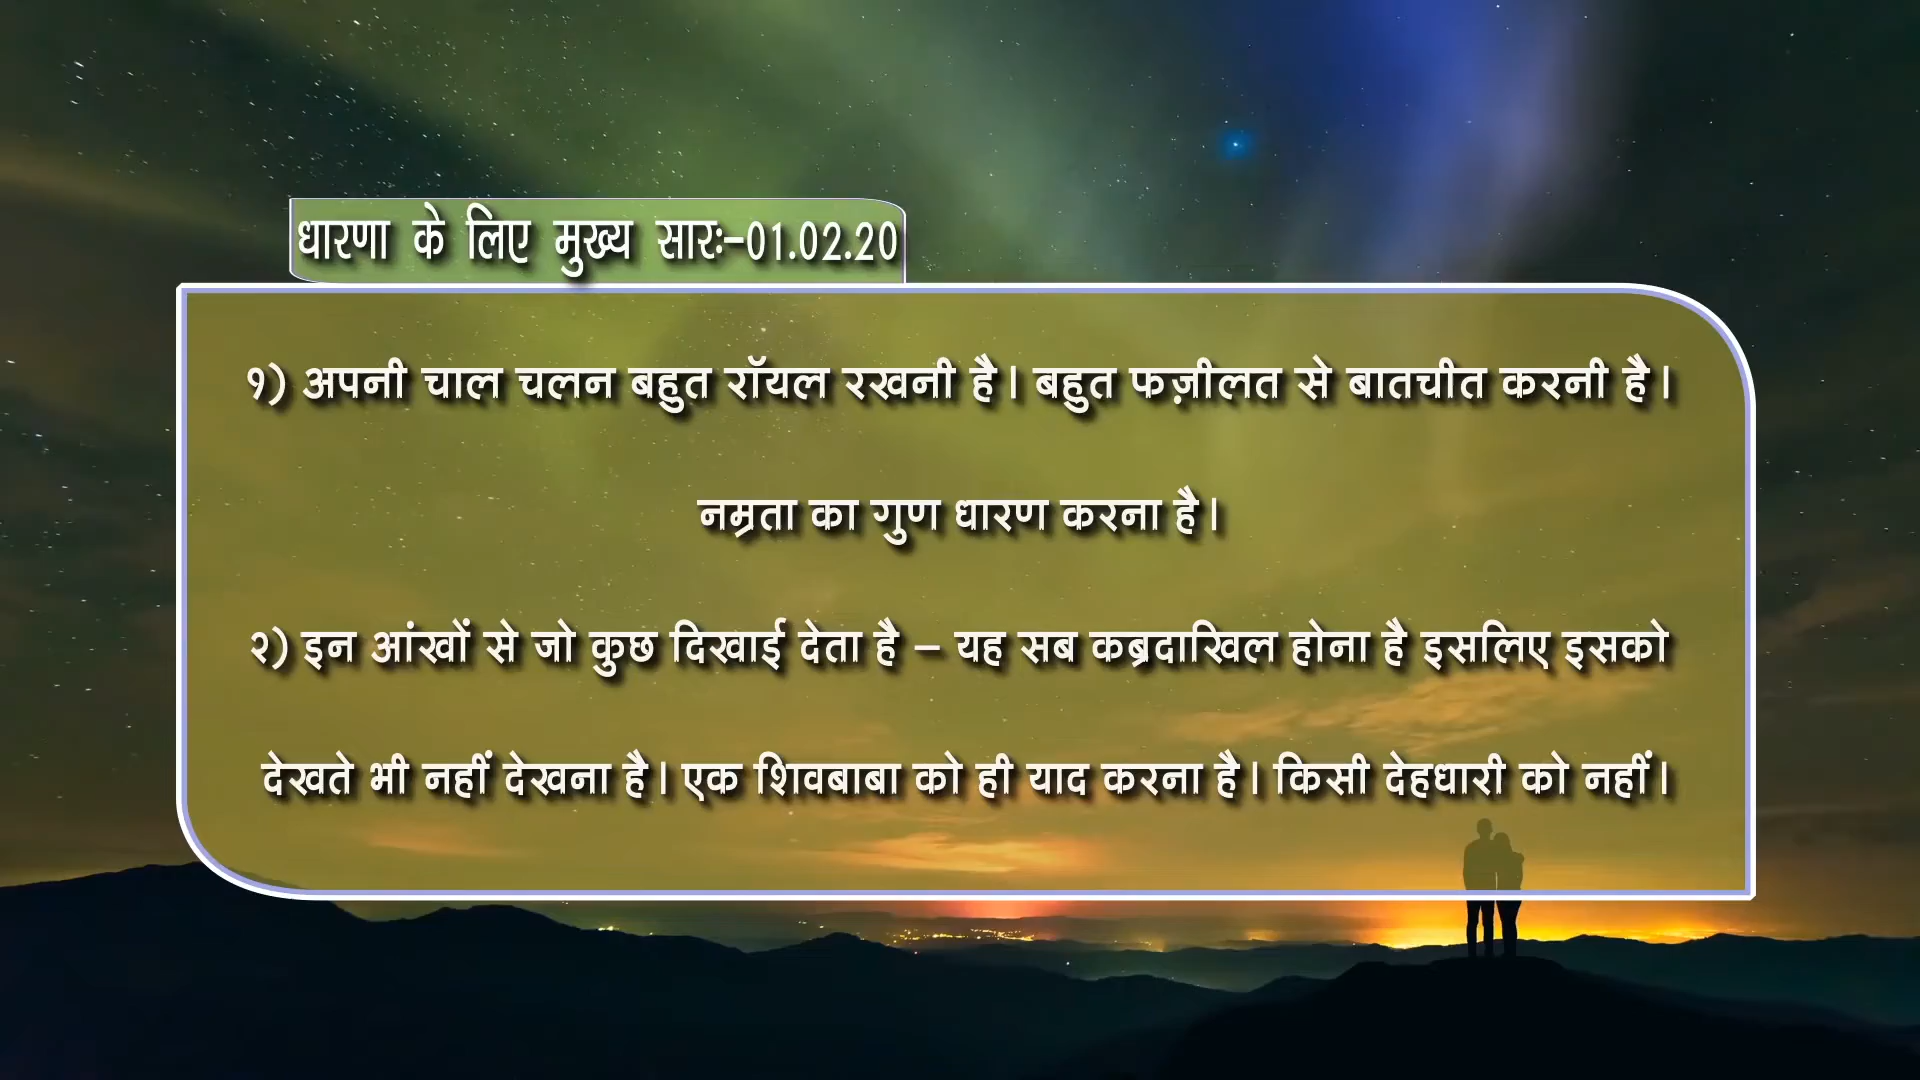 धारणा के लिए मुख्य सारः-01.02.20
१) अपनी चाल चलन बहुत रॉयल रखनी है। बहुत फज़ीलत से बातचीत करनी है।
नम्रता का गुण धारण करना है।
२) इन आंखों से जो कुछ दिखाई देता है – यह सब कब्रदाखिल होना है इसलिए इसको
देखते भी नहीं देखना है। एक शिवबाबा को ही याद करना है। किसी देहधारी को नहीं।